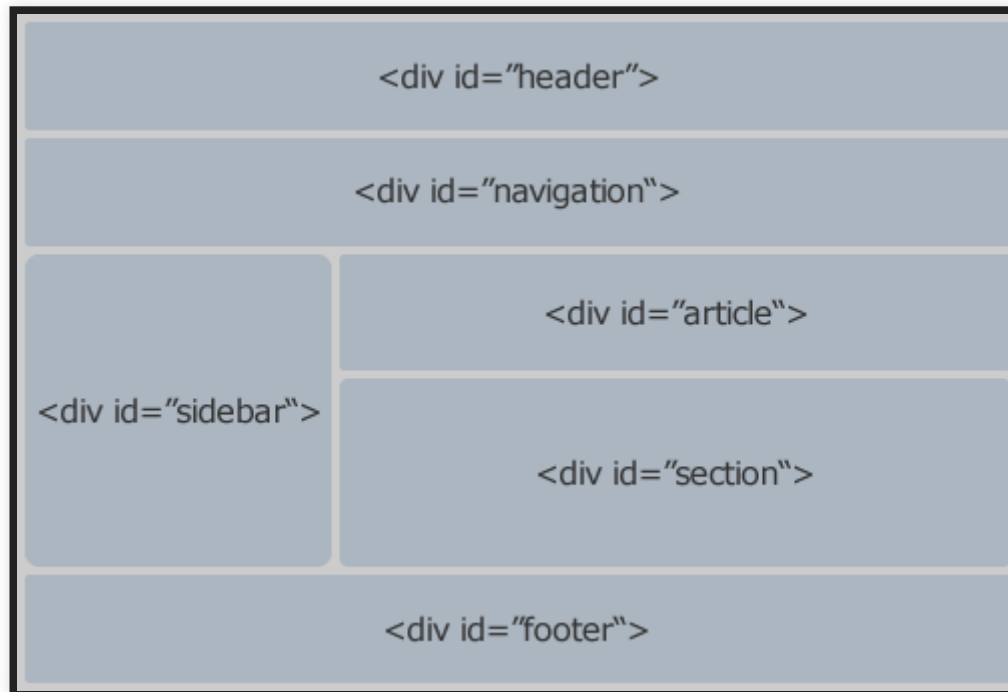 <div id=″header″>
<div id=″navigation‟>
<div id=″article‟>
<div id=″sidebar‟>
<div id=″section‟>
<div id=″footer‟>